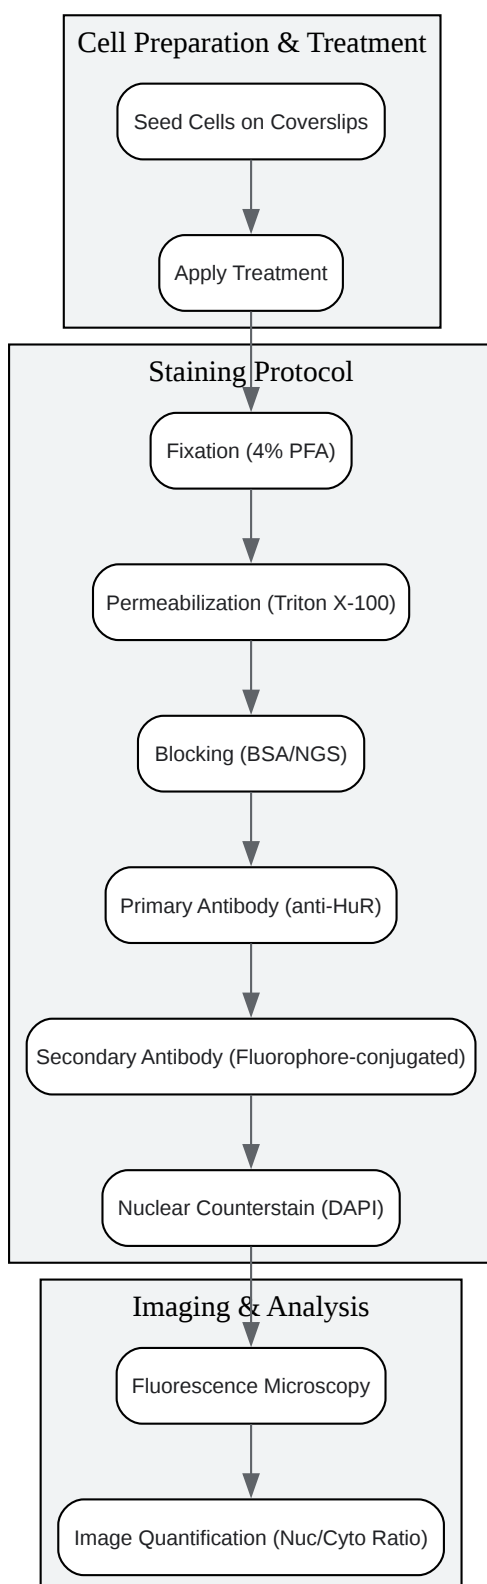 Cell Preparation & Treatment
Seed Cells on Coverslips
Apply Treatment
Staining Protocol
Fixation (4% PFA)
Permeabilization (Triton X-100)
Blocking (BSA/NGS)
Primary Antibody (anti-HuR)
Secondary Antibody (Fluorophore-conjugated)
Nuclear Counterstain (DAPI)
Imaging & Analysis
Fluorescence Microscopy
Image Quantification (Nuc/Cyto Ratio)